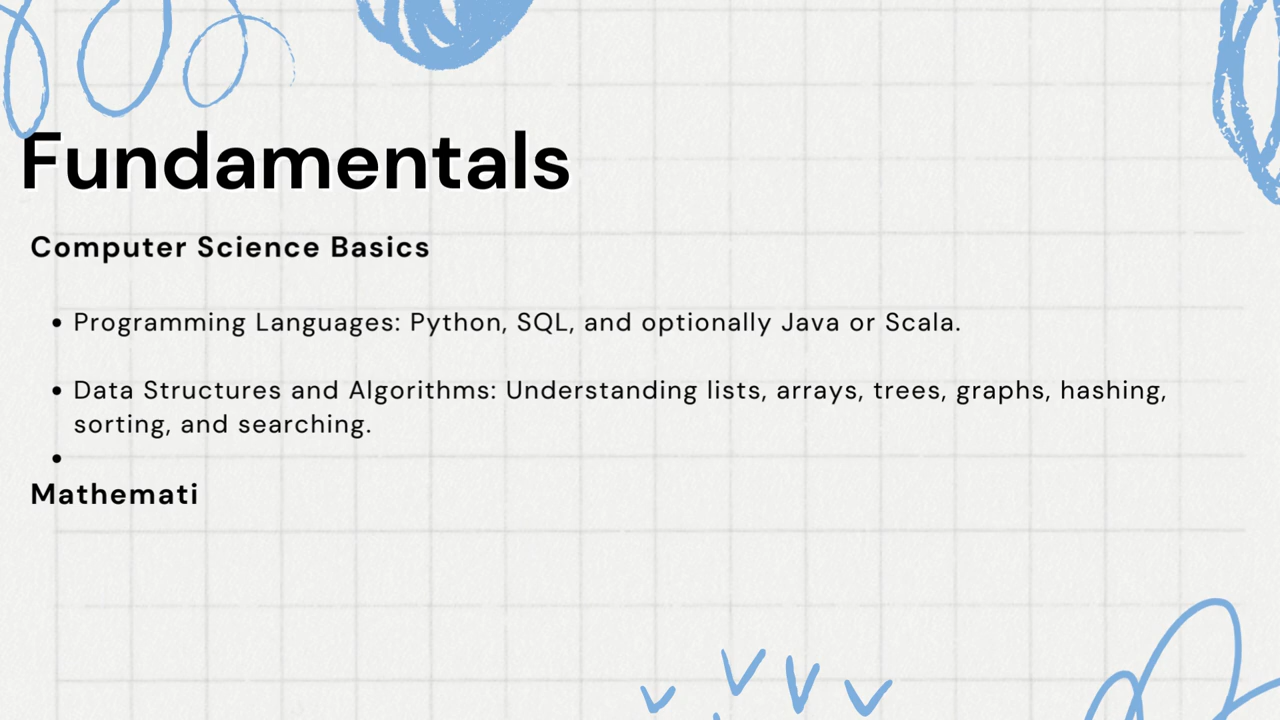 Fundamentals
Computer Science Basics
• Programming Languages: Python, SQL, and optionally Java or Scala.
• Data Structures and Algorithms: Understanding lists, arrays, trees, graphs, hashing,
sorting, and searching.
•
Mathemati